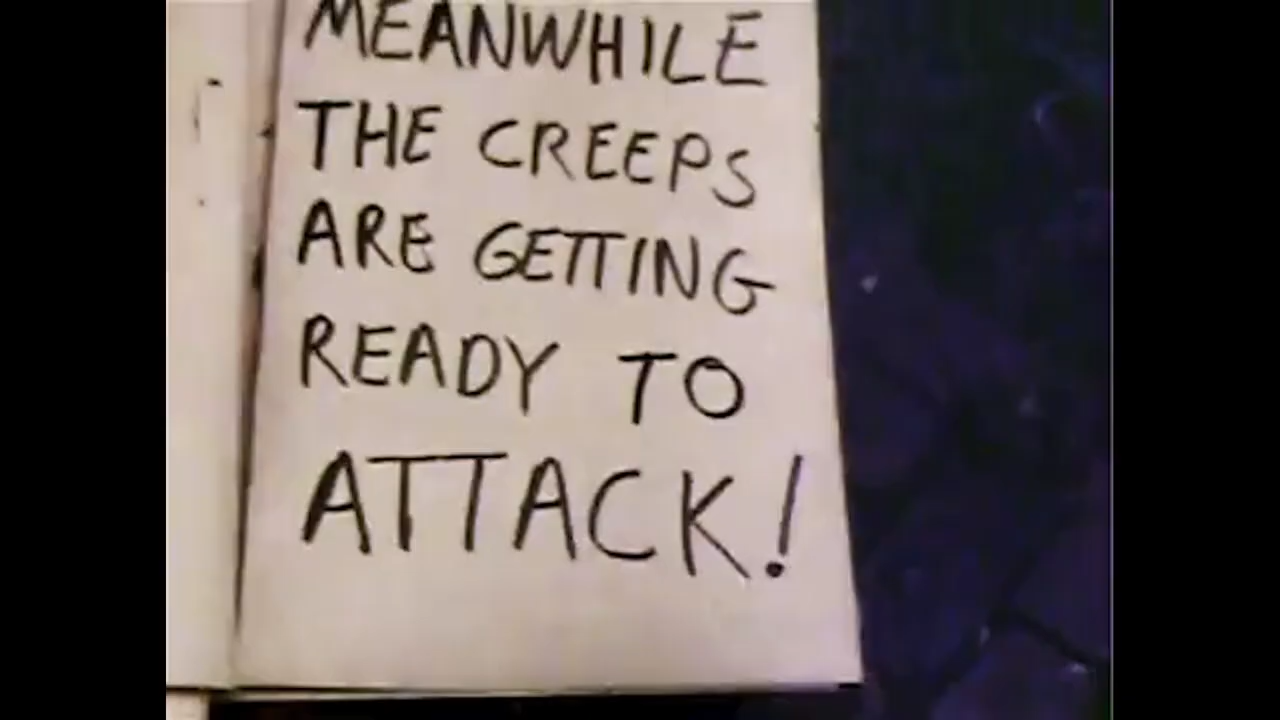 MEANWHILE
THE CREEPS
ARE GETTING
READY TO
ATTACK!